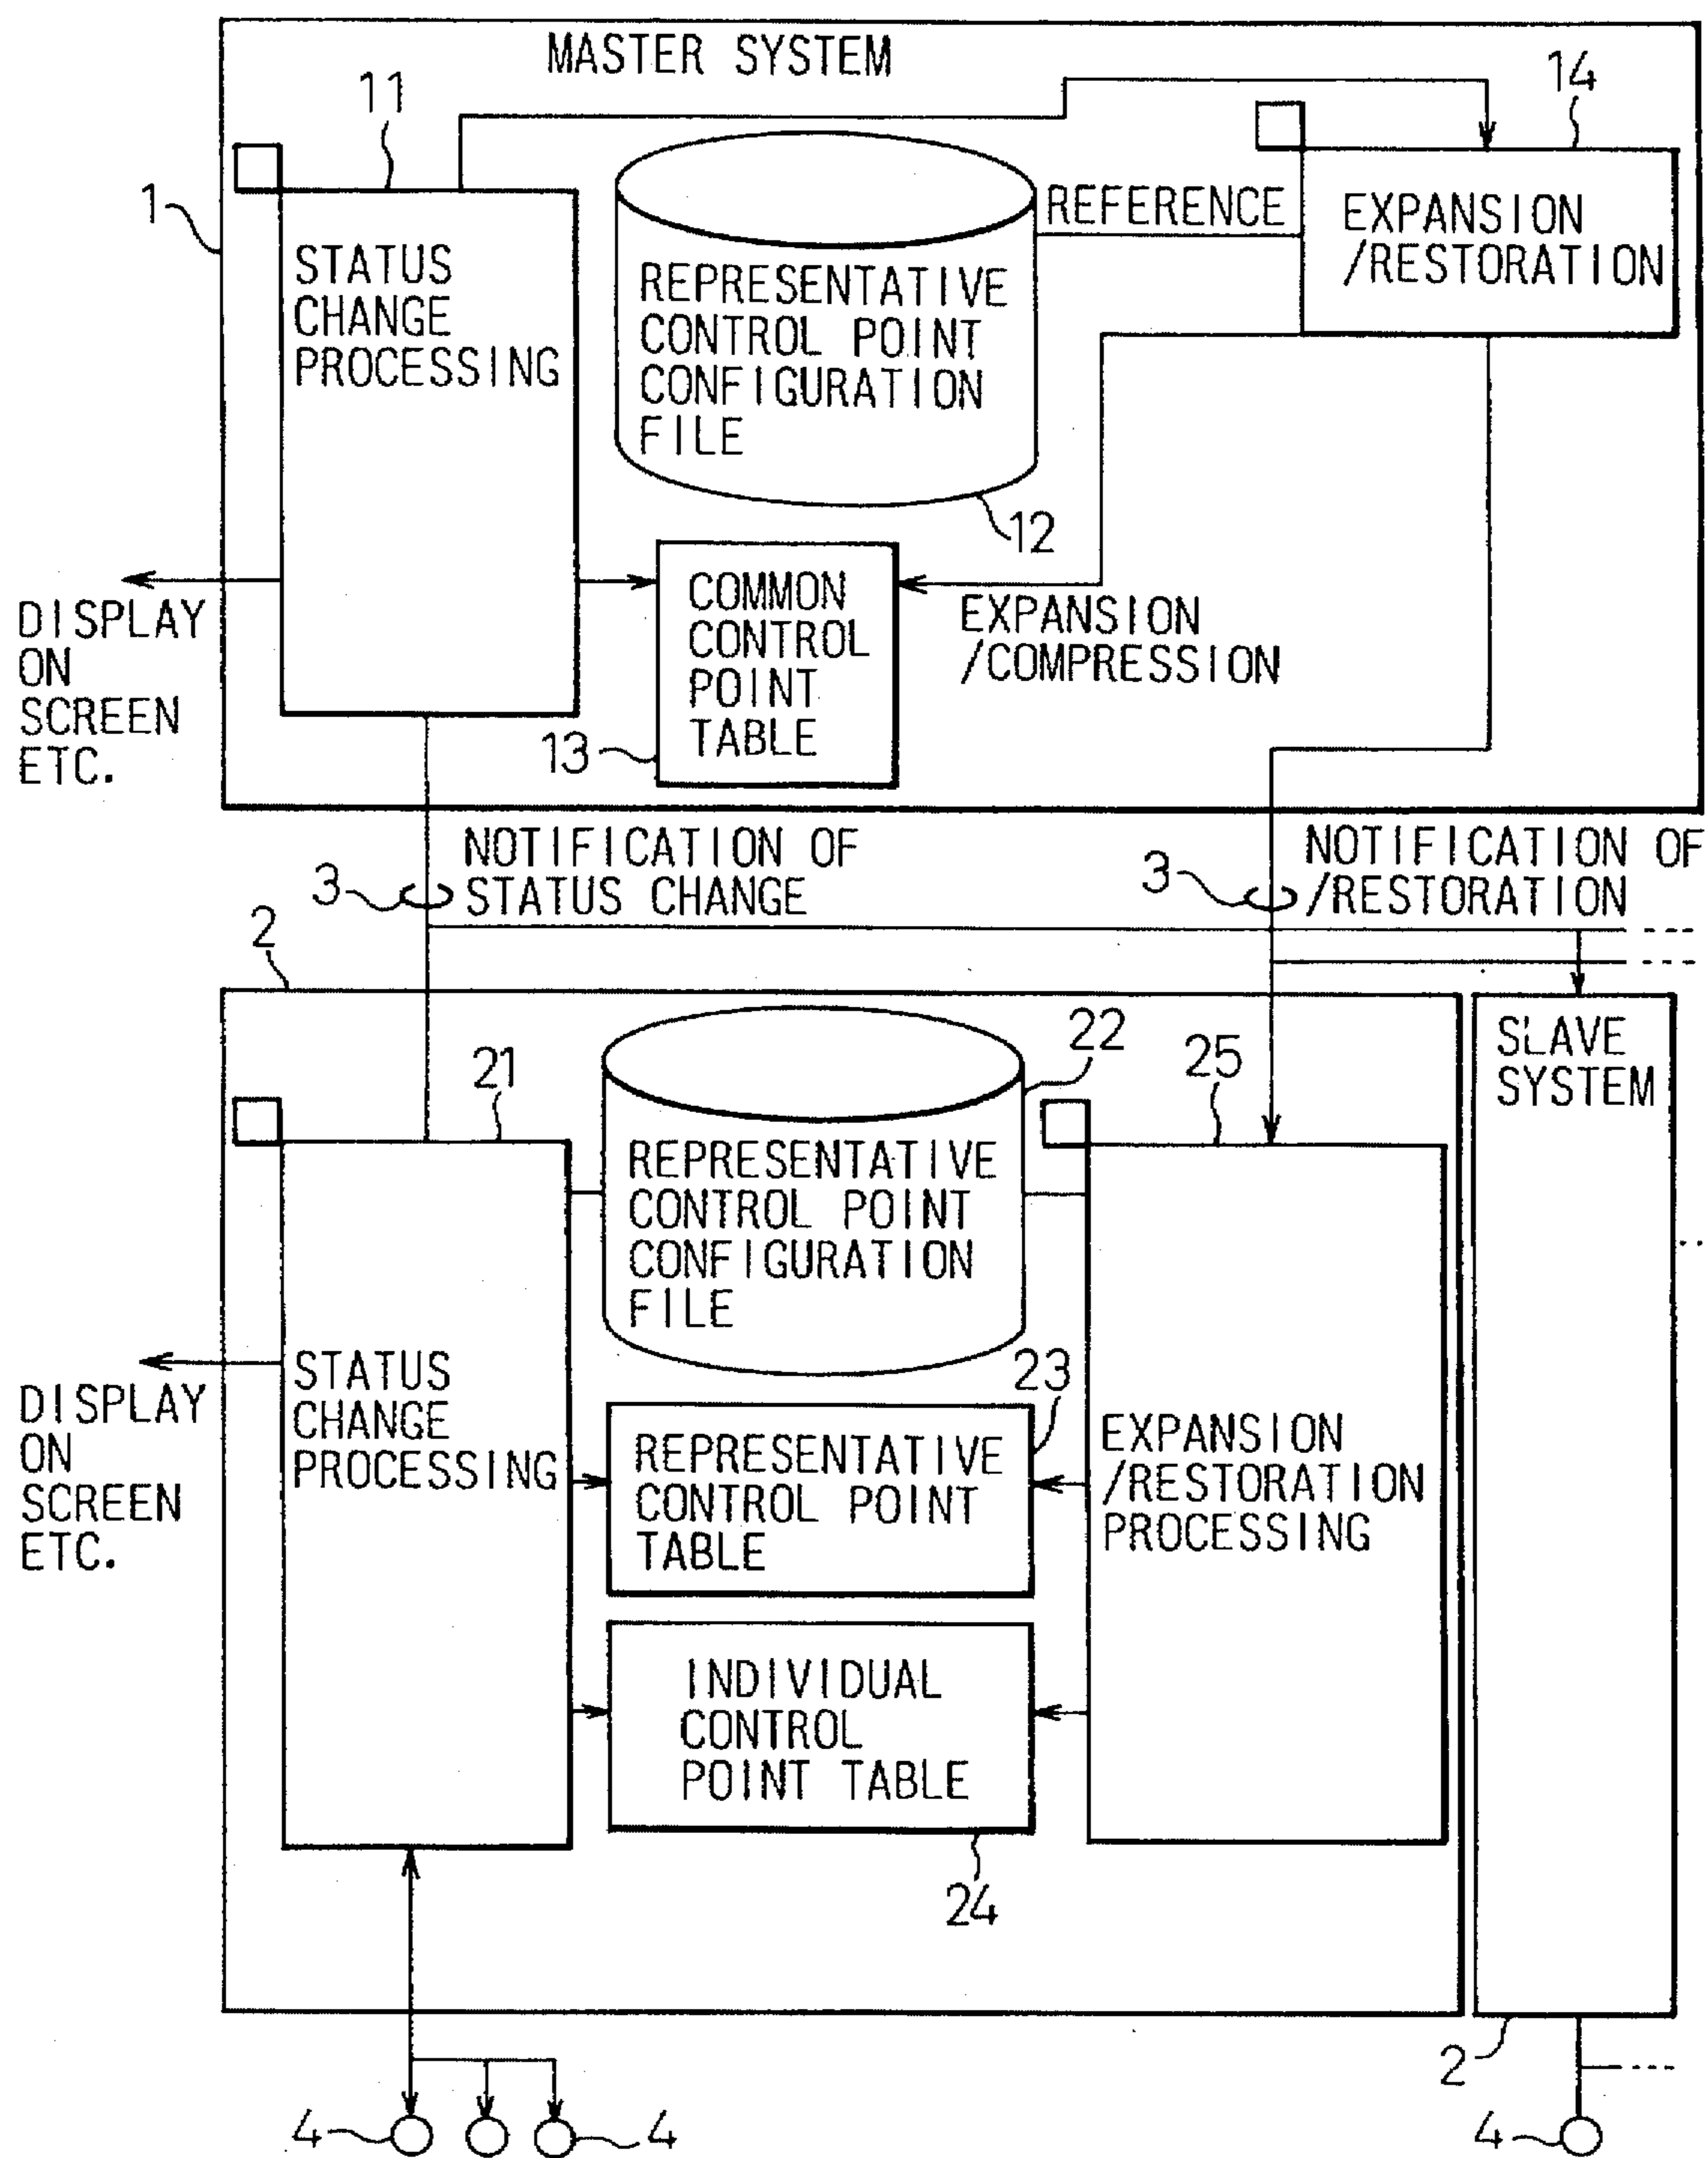 MASTER SYSTEM
11
14
1
STATUS
CHANGE
PROCESSING
REPRESENTATIVE
CONTROL POINT
CONFIGURATION
FILE
REFERENCE
EXPANSION
/RESTORATION
12
DISPLAY
ON
SCREEN
ETC.
COMMON
CONTROL
POINT
TABLE
13
EXPANSION
/COMPRESSION
3
NOTIFICATION OF
STATUS CHANGE
3
NOTIFICATION OF
/RESTORATION
2
21
22
25
SLAVE
SYSTEM
REPRESENTATIVE
CONTROL POINT
CONFIGURATION
FILE
DISPLAY
ON
SCREEN
ETC.
STATUS
CHANGE
PROCESSING
23
REPRESENTATIVE
CONTROL POINT
TABLE
EXPANSION
/RESTORATION
PROCESSING
INDIVIDUAL
CONTROL
POINT TABLE
24
2
4
4
4